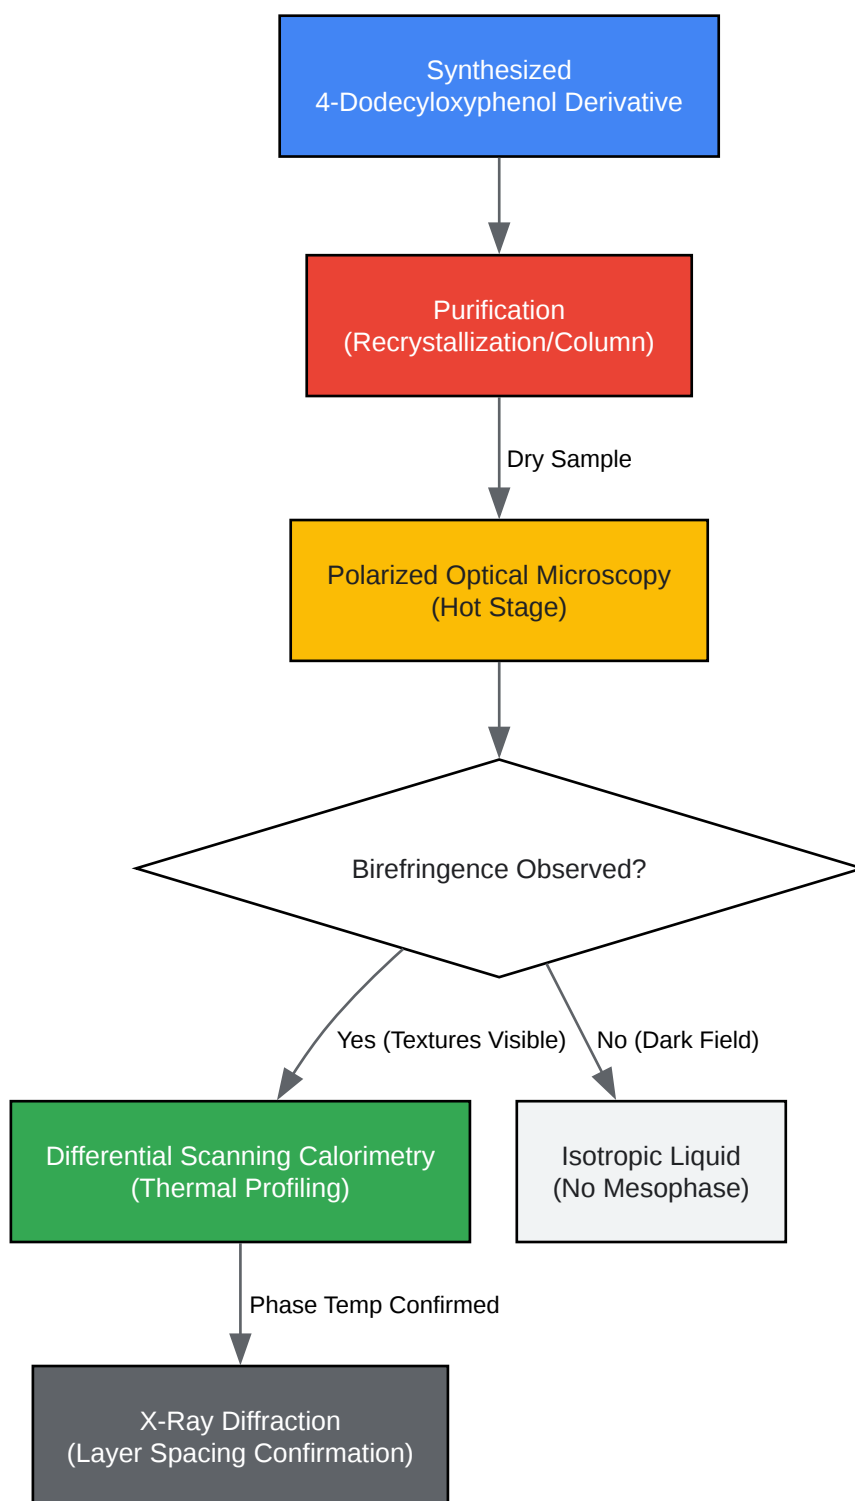 Synthesized
4-Dodecyloxyphenol Derivative
Purification
(Recrystallization/Column)
Dry Sample
Polarized Optical Microscopy
(Hot Stage)
Birefringence Observed?
Yes (Textures Visible)
No (Dark Field)
Differential Scanning Calorimetry
(Thermal Profiling)
Isotropic Liquid
(No Mesophase)
Phase Temp Confirmed
X-Ray Diffraction
(Layer Spacing Confirmation)